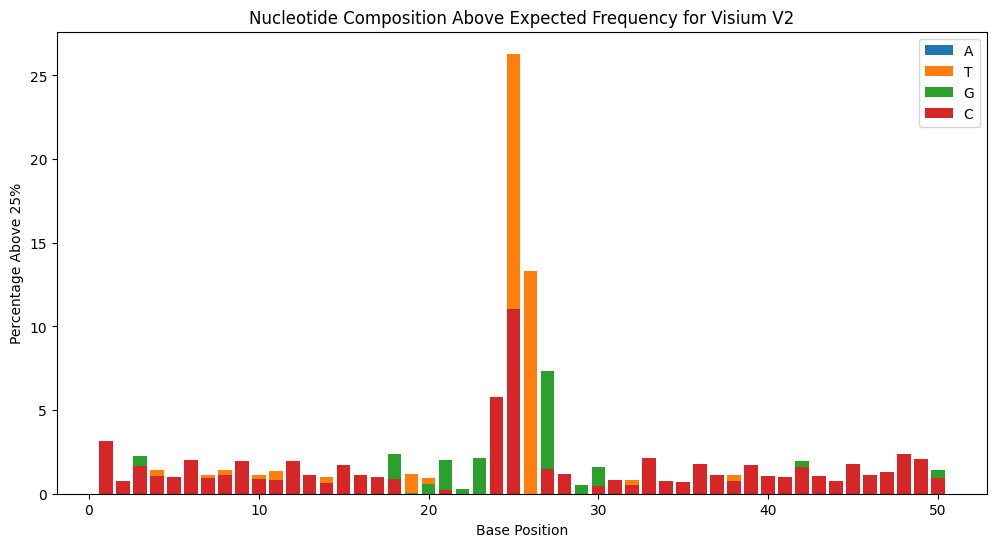 Nucleotide Composition Above Expected Frequency for Visium V2
Percentage Above 25%
25
20
15
10
5
0
A
T
G
C
0 10 20 30 40 50
Base Position